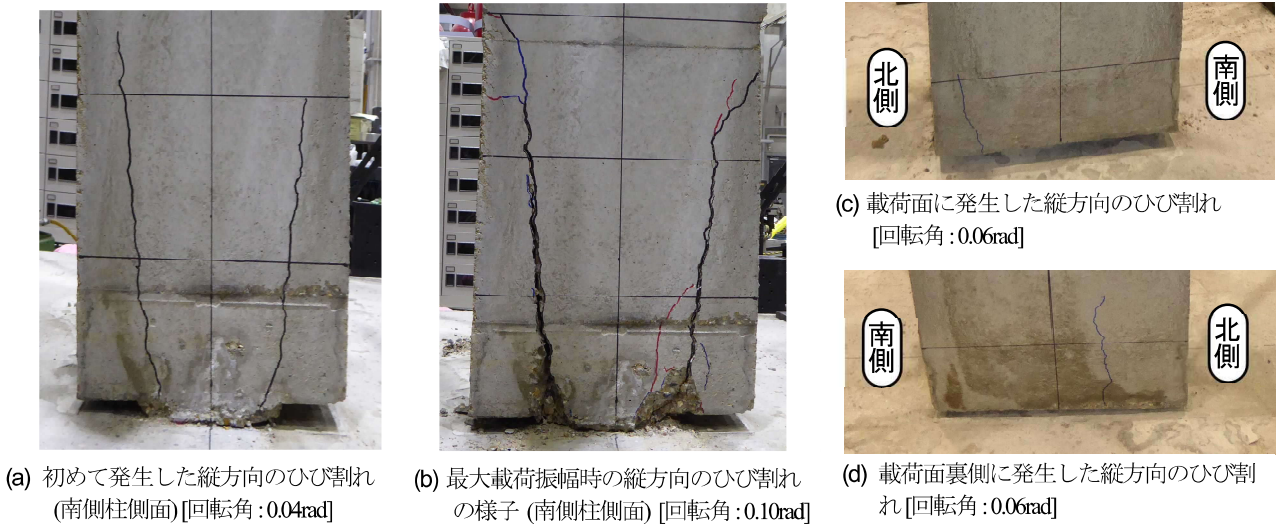 (a) 初めて発生した縦方向のひび割れ
(南側柱側面) [回転角 : 0.04rad]
(b) 最大載荷振幅時の縦方向のひび割れ
の様子 (南側柱側面) [回転角 : 0.10rad]
北側
南側
(c) 載荷面に発生した縦方向のひび割れ
[回転角 : 0.06rad]
南側
北側
(d) 載荷面裏側に発生した縦方向のひび割
れ [回転角 : 0.06rad]